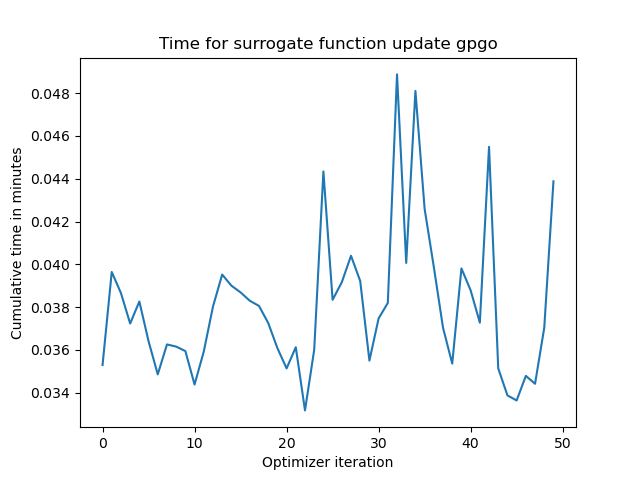 Time for surrogate function update gpgo
Cumulative time in minutes
0.048
0.046
0.044
0.042
0.040
0.038
0.036
0.034
0 10 20 30 40 50
Optimizer iteration